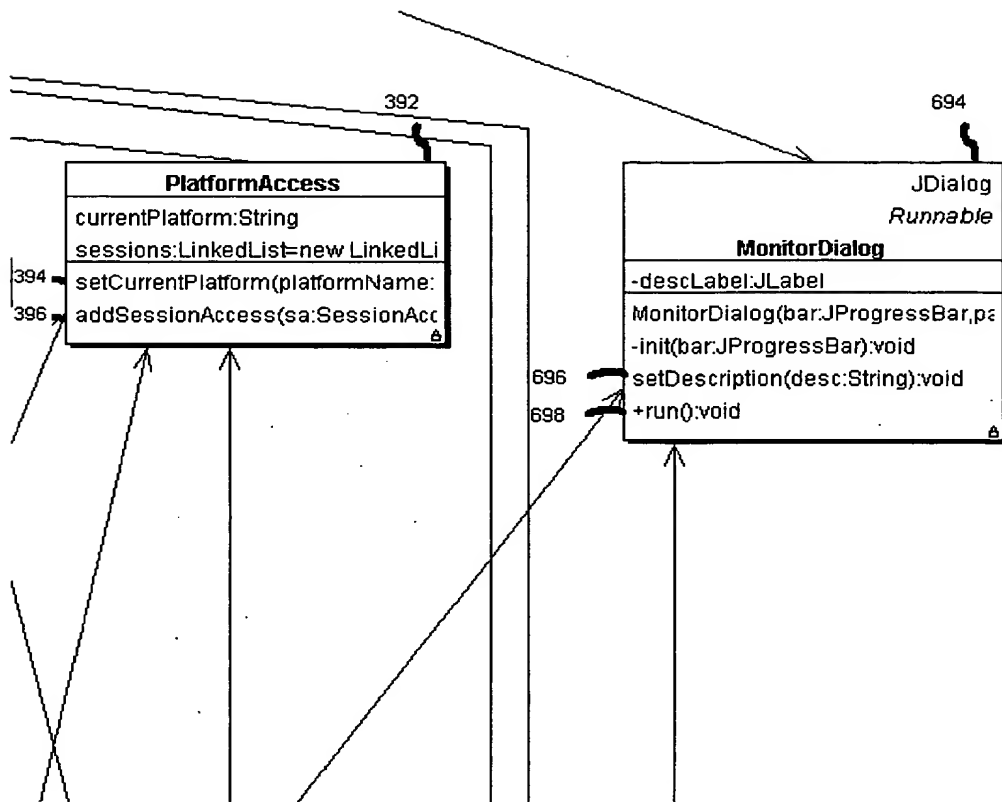 392
694
PlatformAccess
currentPlatform:String
sessions:LinkedList=new LinkedLi
394
setCurrentPlatform(platformName:
396
addSessionAccess(sa:SessionAcc
JDialog
Runnable
MonitorDialog
-descLabel:JLabel
MonitorDialog(bar:JProgressBar,pa
-init(bar:JProgressBar):void
696
setDescription(desc:String):void
698
+run():void